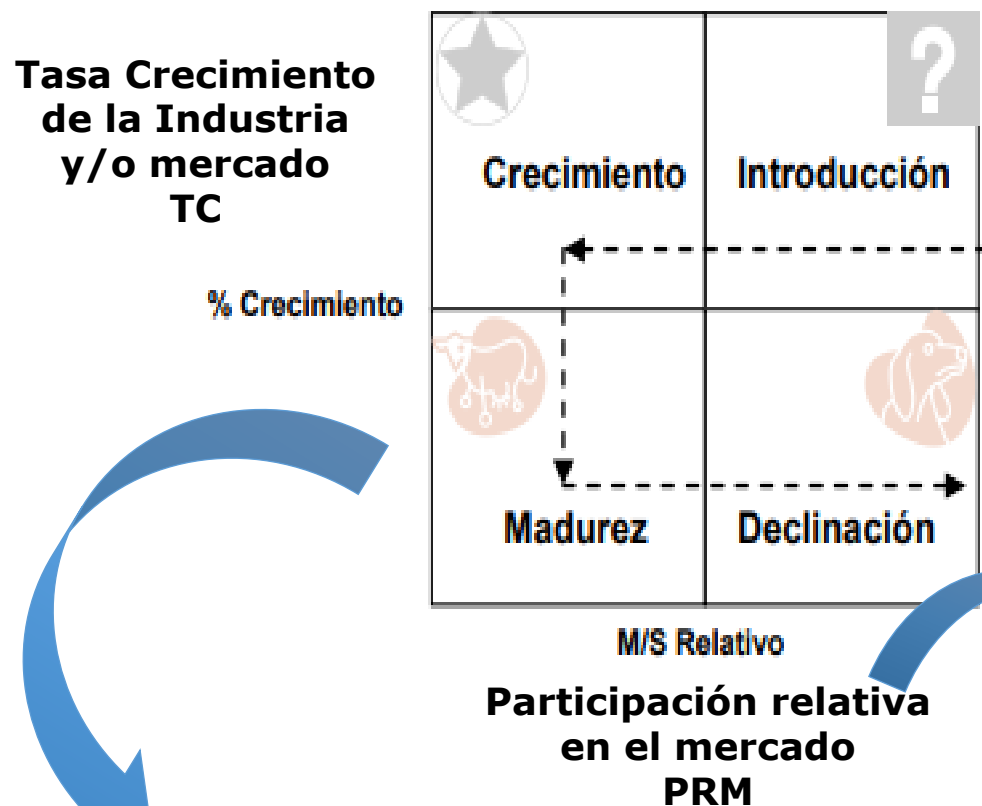 Tasa Crecimiento
de la Industria
y/o mercado
TC
?
Crecimiento
Introducción
% Crecimiento
Madurez
Declinación
M/S Relativo
Participación relativa
en el mercado
PRM